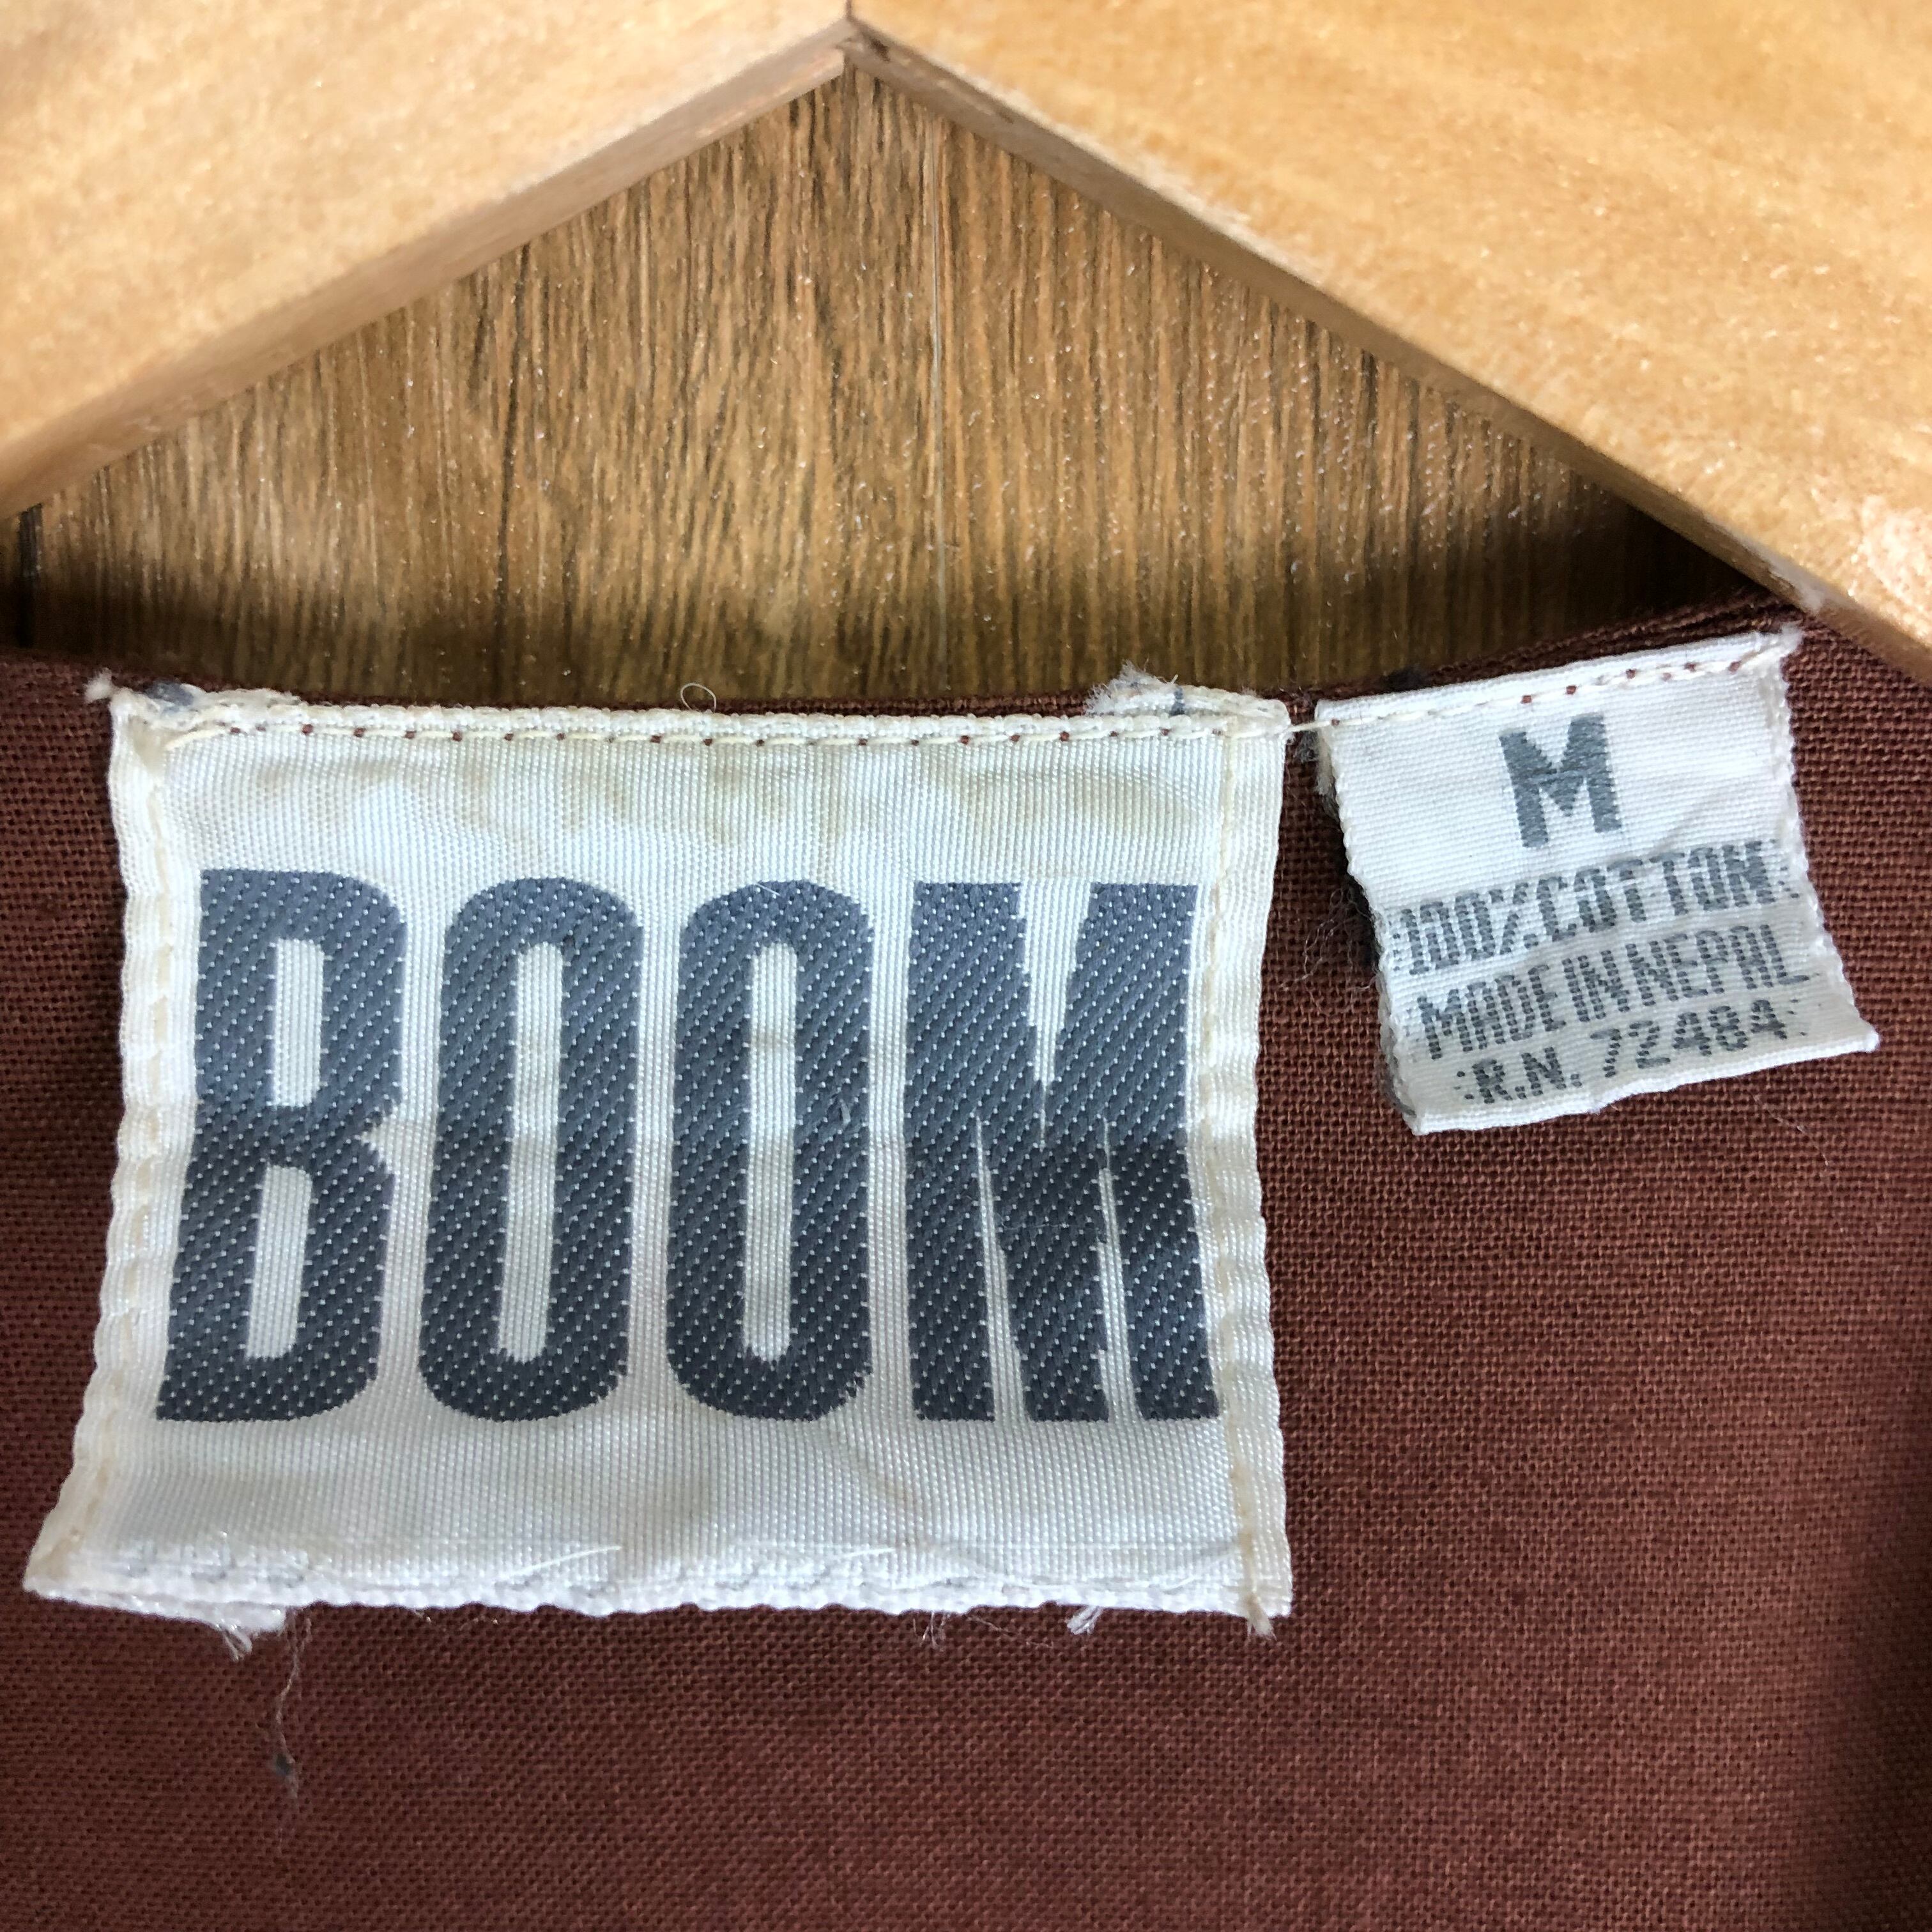 BOOM
M
100% COTTON
MADE IN NEPAL
R.N. 72484